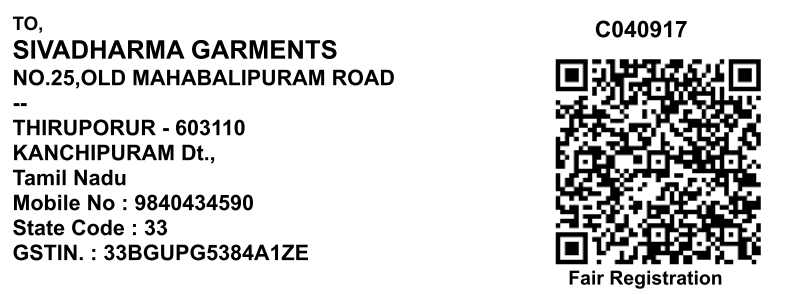 TO,
SIVADHARMA GARMENTS
NO.25,OLD MAHABALIPURAM ROAD
--
THIRUPORUR - 603110
KANCHIPURAM Dt.,
Tamil Nadu
Mobile No : 9840434590
State Code : 33
GSTIN. : 33BGUPG5384A1ZE
C040917
Fair Registration